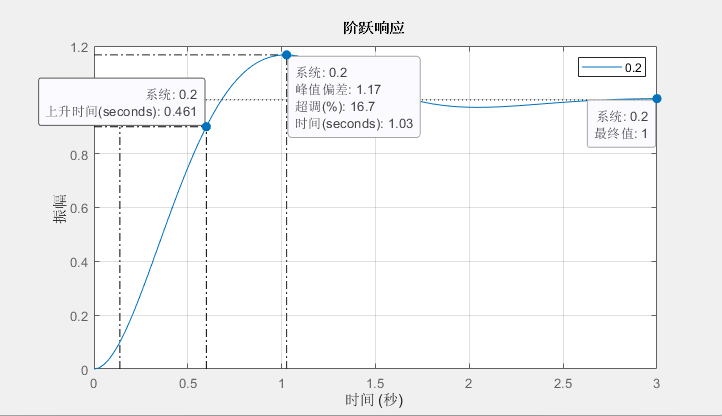 阶跃响应
1.2
0.8
0.6
0.4
0.2
0
振幅
系统: 0.2
上升时间(seconds): 0.461
系统: 0.2
峰值偏差: 1.17
超调(%): 16.7
时间(seconds): 1.03
0.2
系统: 0.2
最终值: 1
0
0.5
1
1.5
2
2.5
3
时间 (秒)